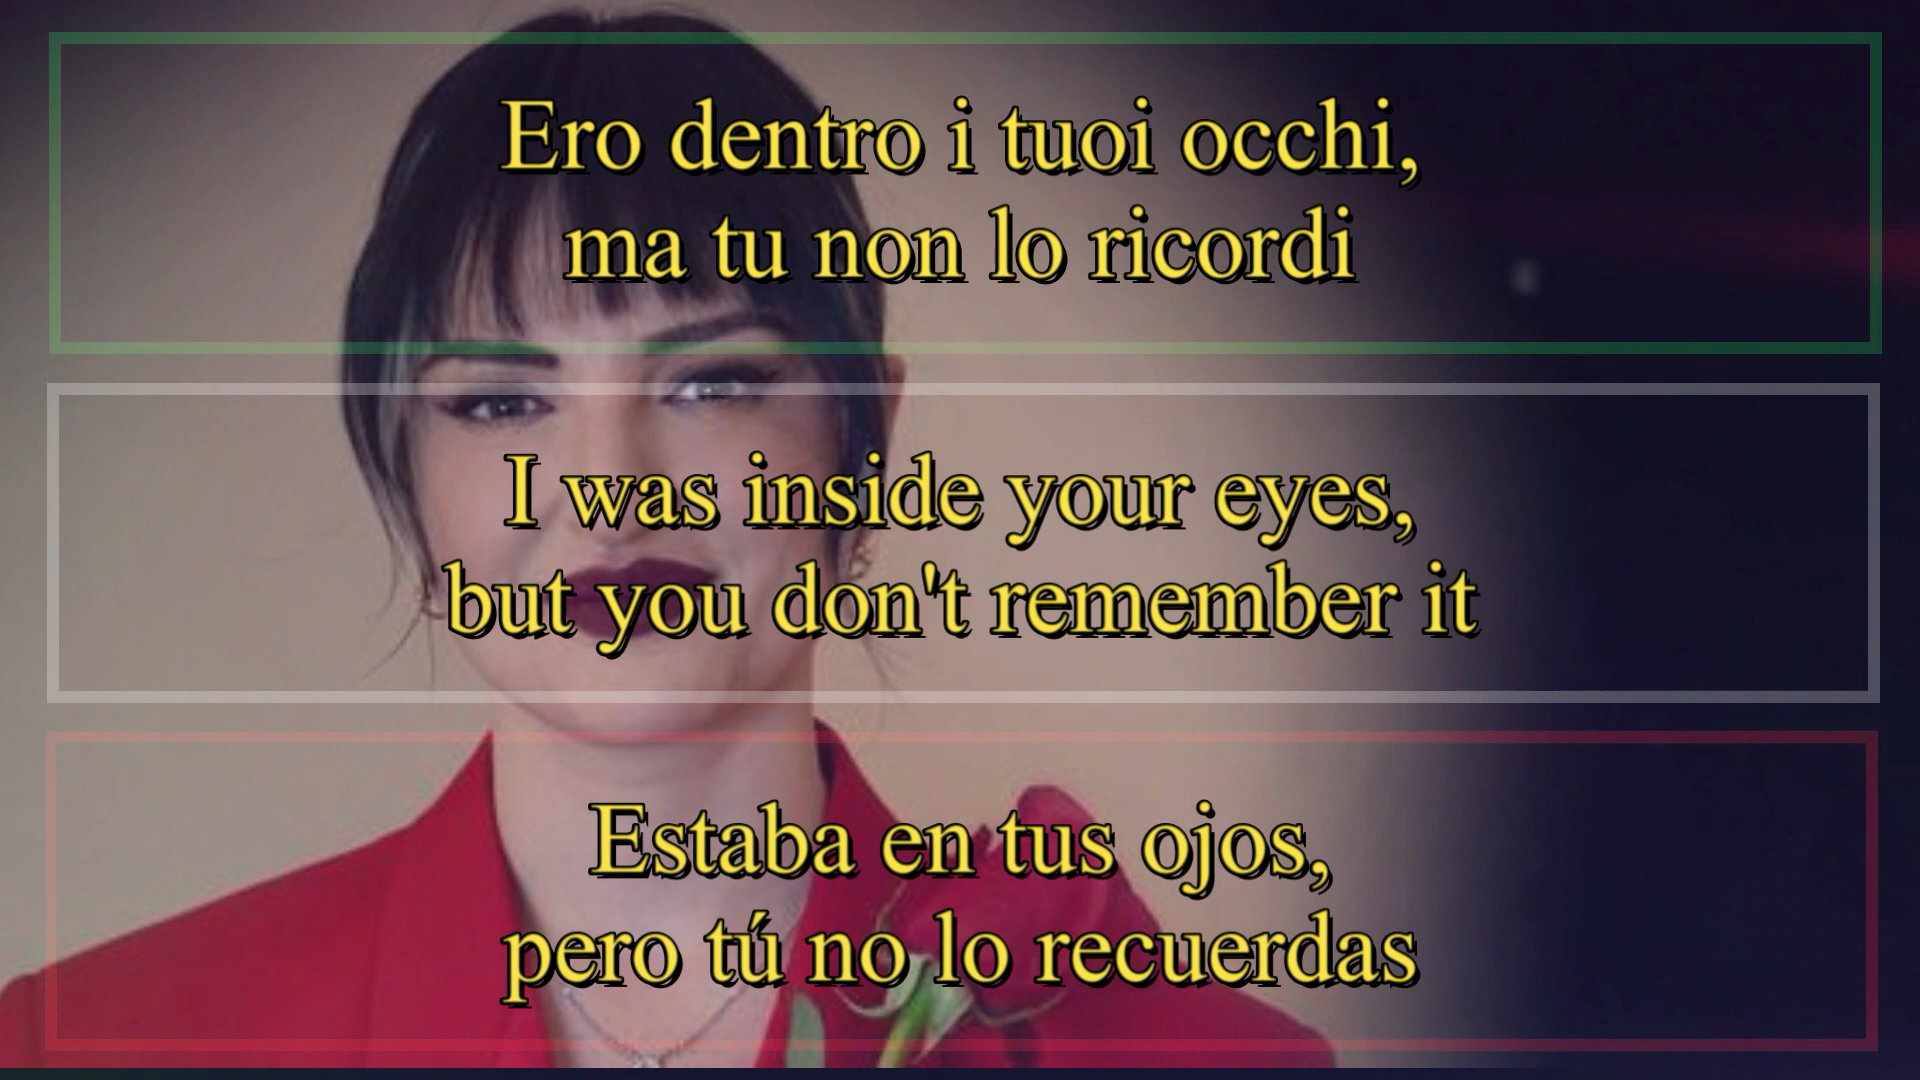 Ero dentro i tuoi occhi,
ma tu non lo ricordi
I was inside your eyes,
but you don't remember it
Estaba en tus ojos,
pero tú no lo recuerdas